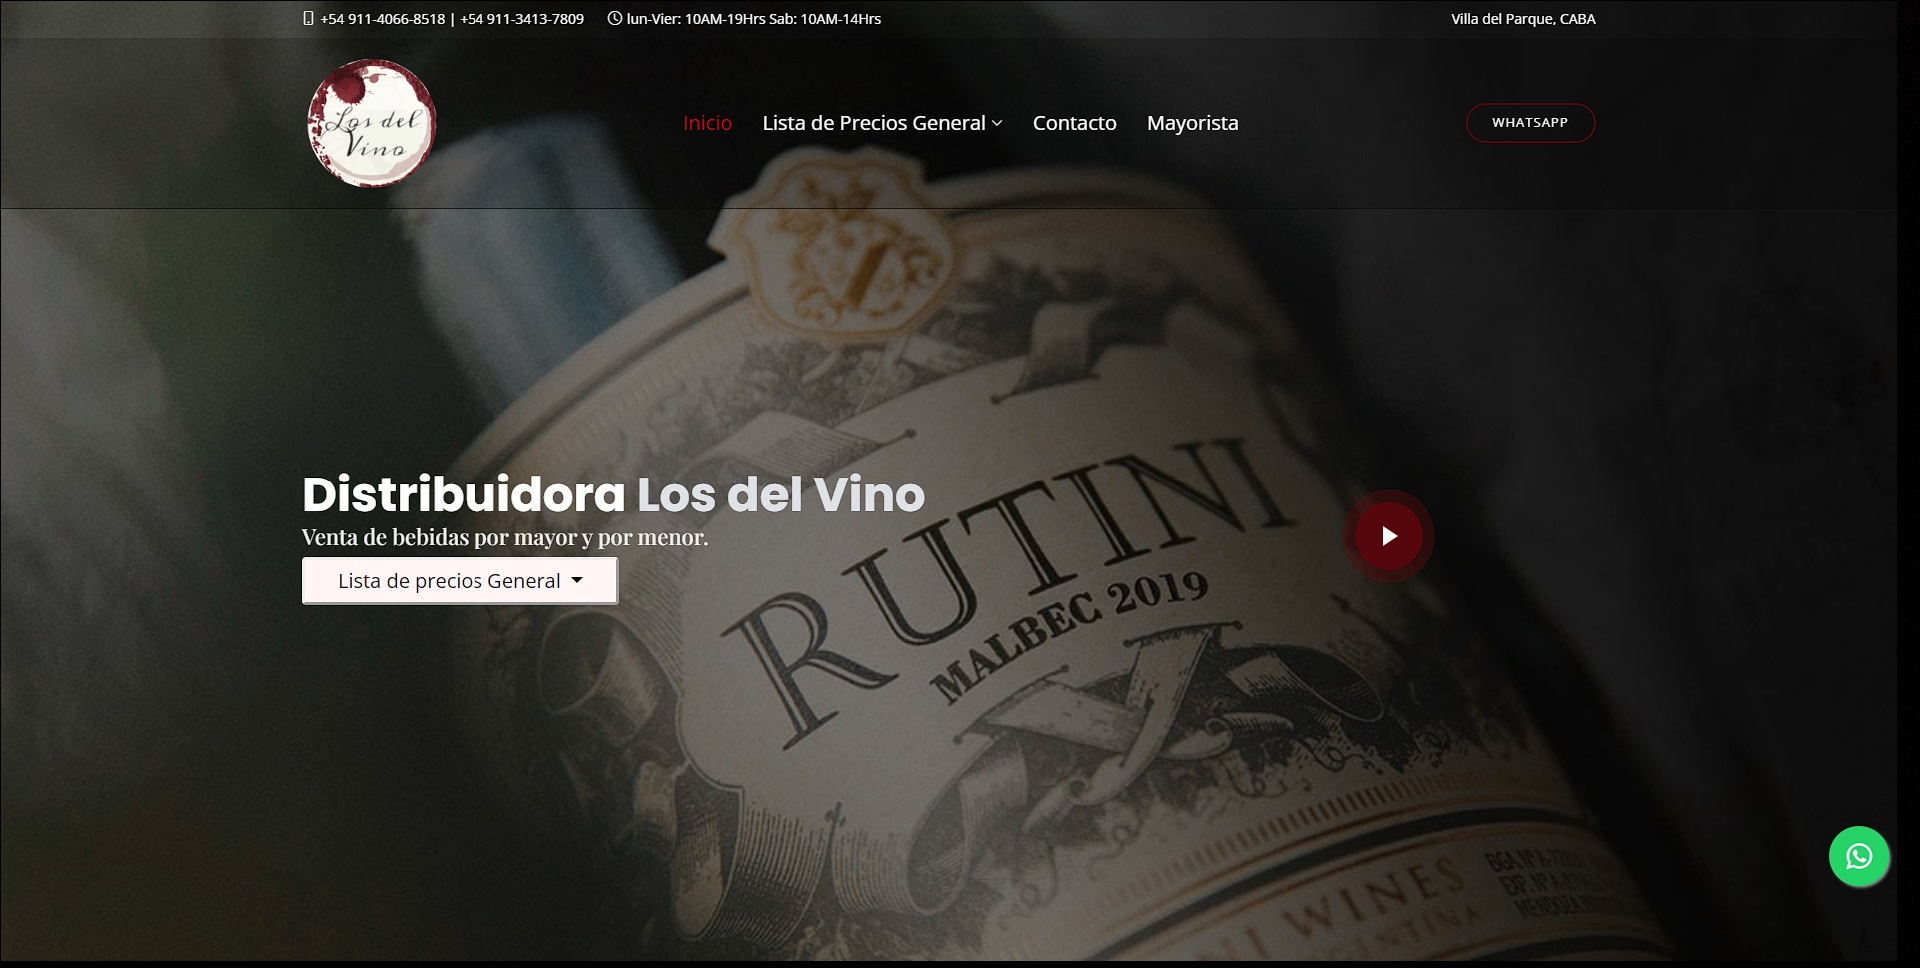 +54 911-4066-8518 | +54 911-3413-7809
lun-Vier: 10AM-19Hrs Sab: 10AM-14Hrs
Villa del Parque, CABA
Los del
Vino
Inicio
Lista de Precios General
Contacto
Mayorista
WHATSAPP
Distribuidora Los del Vino
Venta de bebidas por mayor y por menor.
Lista de precios General
RUTINI
MALBEC 2019
WINES